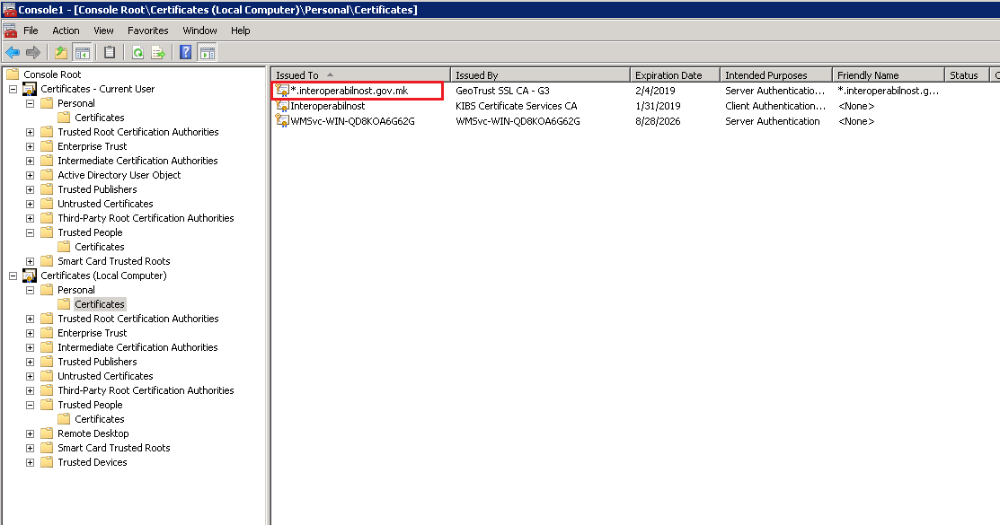 Console1 - [Console Root\Certificates (Local Computer)\Personal\Certificates]
File Action View Favorites Window Help
Console Root
Certificates - Current User
Personal
Certificates
Trusted Root Certification Authorities
Enterprise Trust
Intermediate Certification Authorities
Active Directory User Object
Trusted Publishers
Untrusted Certificates
Third-Party Root Certification Authorities
Trusted People
Certificates
Smart Card Trusted Roots
Certificates (Local Computer)
Personal
Certificates
Trusted Root Certification Authorities
Enterprise Trust
Intermediate Certification Authorities
Trusted Publishers
Untrusted Certificates
Third-Party Root Certification Authorities
Trusted People
Certificates
Remote Desktop
Smart Card Trusted Roots
Trusted Devices
Issued To Issued By Expiration Date Intended Purposes Friendly Name Status
*.interoperabilnost.gov.mk GeoTrust SSL CA - G3 2/4/2019 Server Authenticatio... *.interoperabilnost.g...
Interoperabilnost KIBS Certificate Services CA 1/31/2019 Client Authentication... <None>
WMSvc-WIN-QD8KOA6G62G WMSvc-WIN-QD8KOA6G62G 8/28/2026 Server Authentication <None>